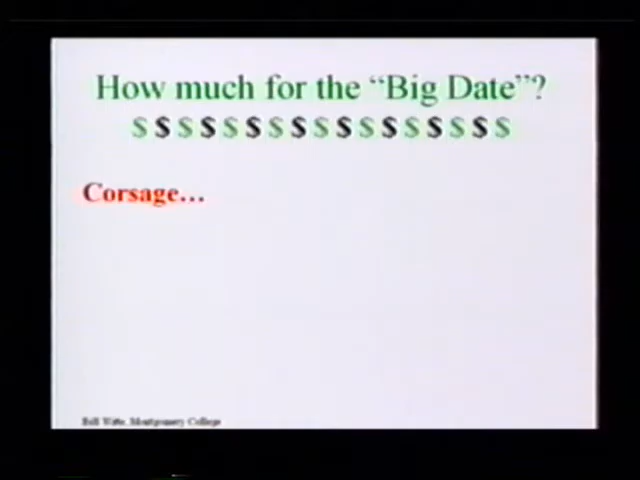 How much for the “Big Date”?
$ $ $ $ $ $ $ $ $ $ $ $ $ $ $ $ $
Corsage…
Bill Witte, Montgomery College